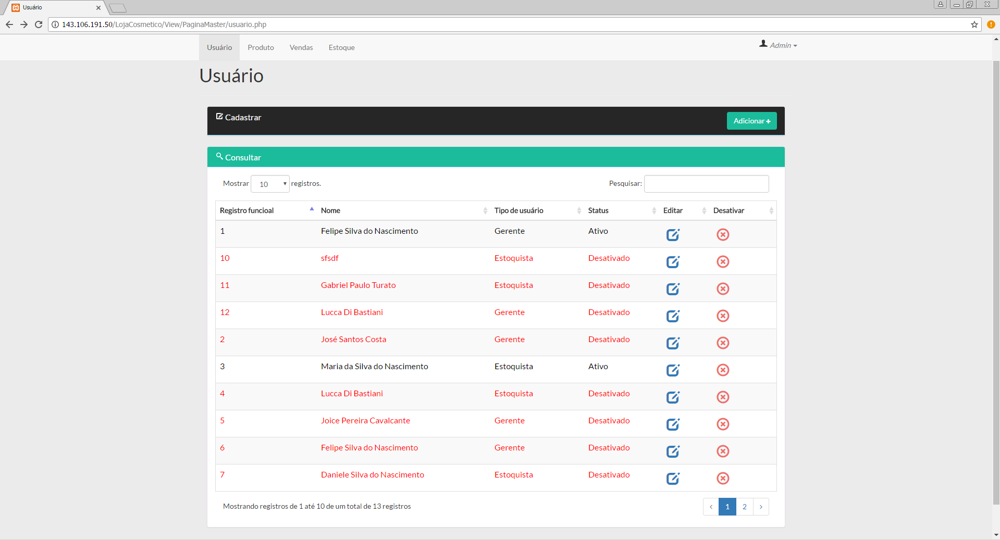 Usuário
143.106.191.50/LojaCosmetico/View/PaginaMaster/usuario.php
Usuário Produto Vendas Estoque Admin
Usuário
Cadastrar Adicionar
Consultar
Mostrar 10 registros. Pesquisar:
Registro funcioal Nome Tipo de usuário Status Editar Desativar
1 Felipe Silva do Nascimento Gerente Ativo
10 sfsdf Estoquista Desativado
11 Gabriel Paulo Turato Estoquista Desativado
12 Lucca Di Bastiani Gerente Desativado
2 José Santos Costa Gerente Desativado
3 Maria da Silva do Nascimento Estoquista Ativo
4 Lucca Di Bastiani Estoquista Desativado
5 Joice Pereira Cavalcante Gerente Desativado
6 Felipe Silva do Nascimento Gerente Desativado
7 Daniele Silva do Nascimento Estoquista Desativado
Mostrando registros de 1 até 10 de um total de 13 registros ‹ 1 2 ›